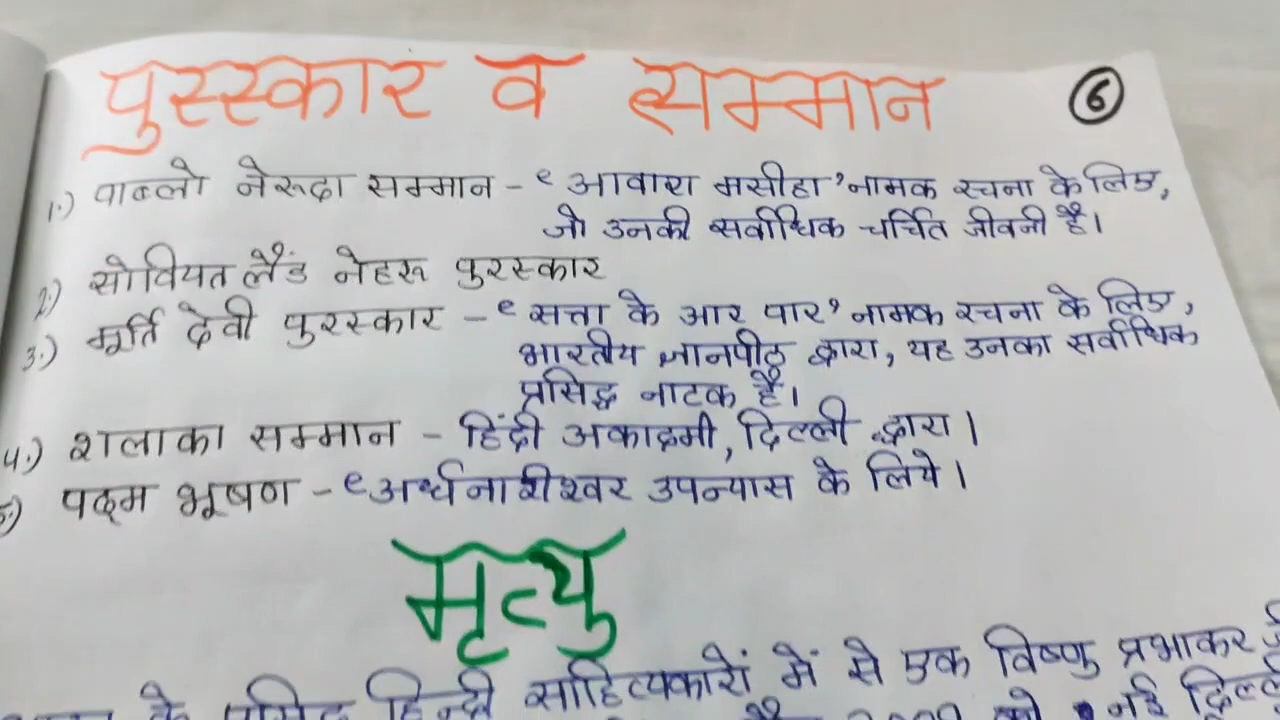 पुरस्कार व सम्मान
6
1.) पाब्लो नेरूदा सम्मान - ‘आवारा मसीहा’ नामक रचना के लिए,
जो उनकी सर्वाधिक चर्चित जीवनी है।
2.) सोवियत लैंड नेहरू पुरस्कार
3.) मूर्ति देवी पुरस्कार - ‘सत्ता के आर पार’ नामक रचना के लिए,
भारतीय ज्ञानपीठ द्वारा, यह उनका सर्वाधिक
प्रसिद्ध नाटक है।
4.) शलाका सम्मान - हिंदी अकादमी, दिल्ली द्वारा।
5.) पद्म भूषण - ‘अर्धनारीश्वर उपन्यास के लिये।
मृत्यु
के प्रसिद्ध हिन्दी साहित्यकारों में से एक विष्णु प्रभाकर
को नई दिल्ली